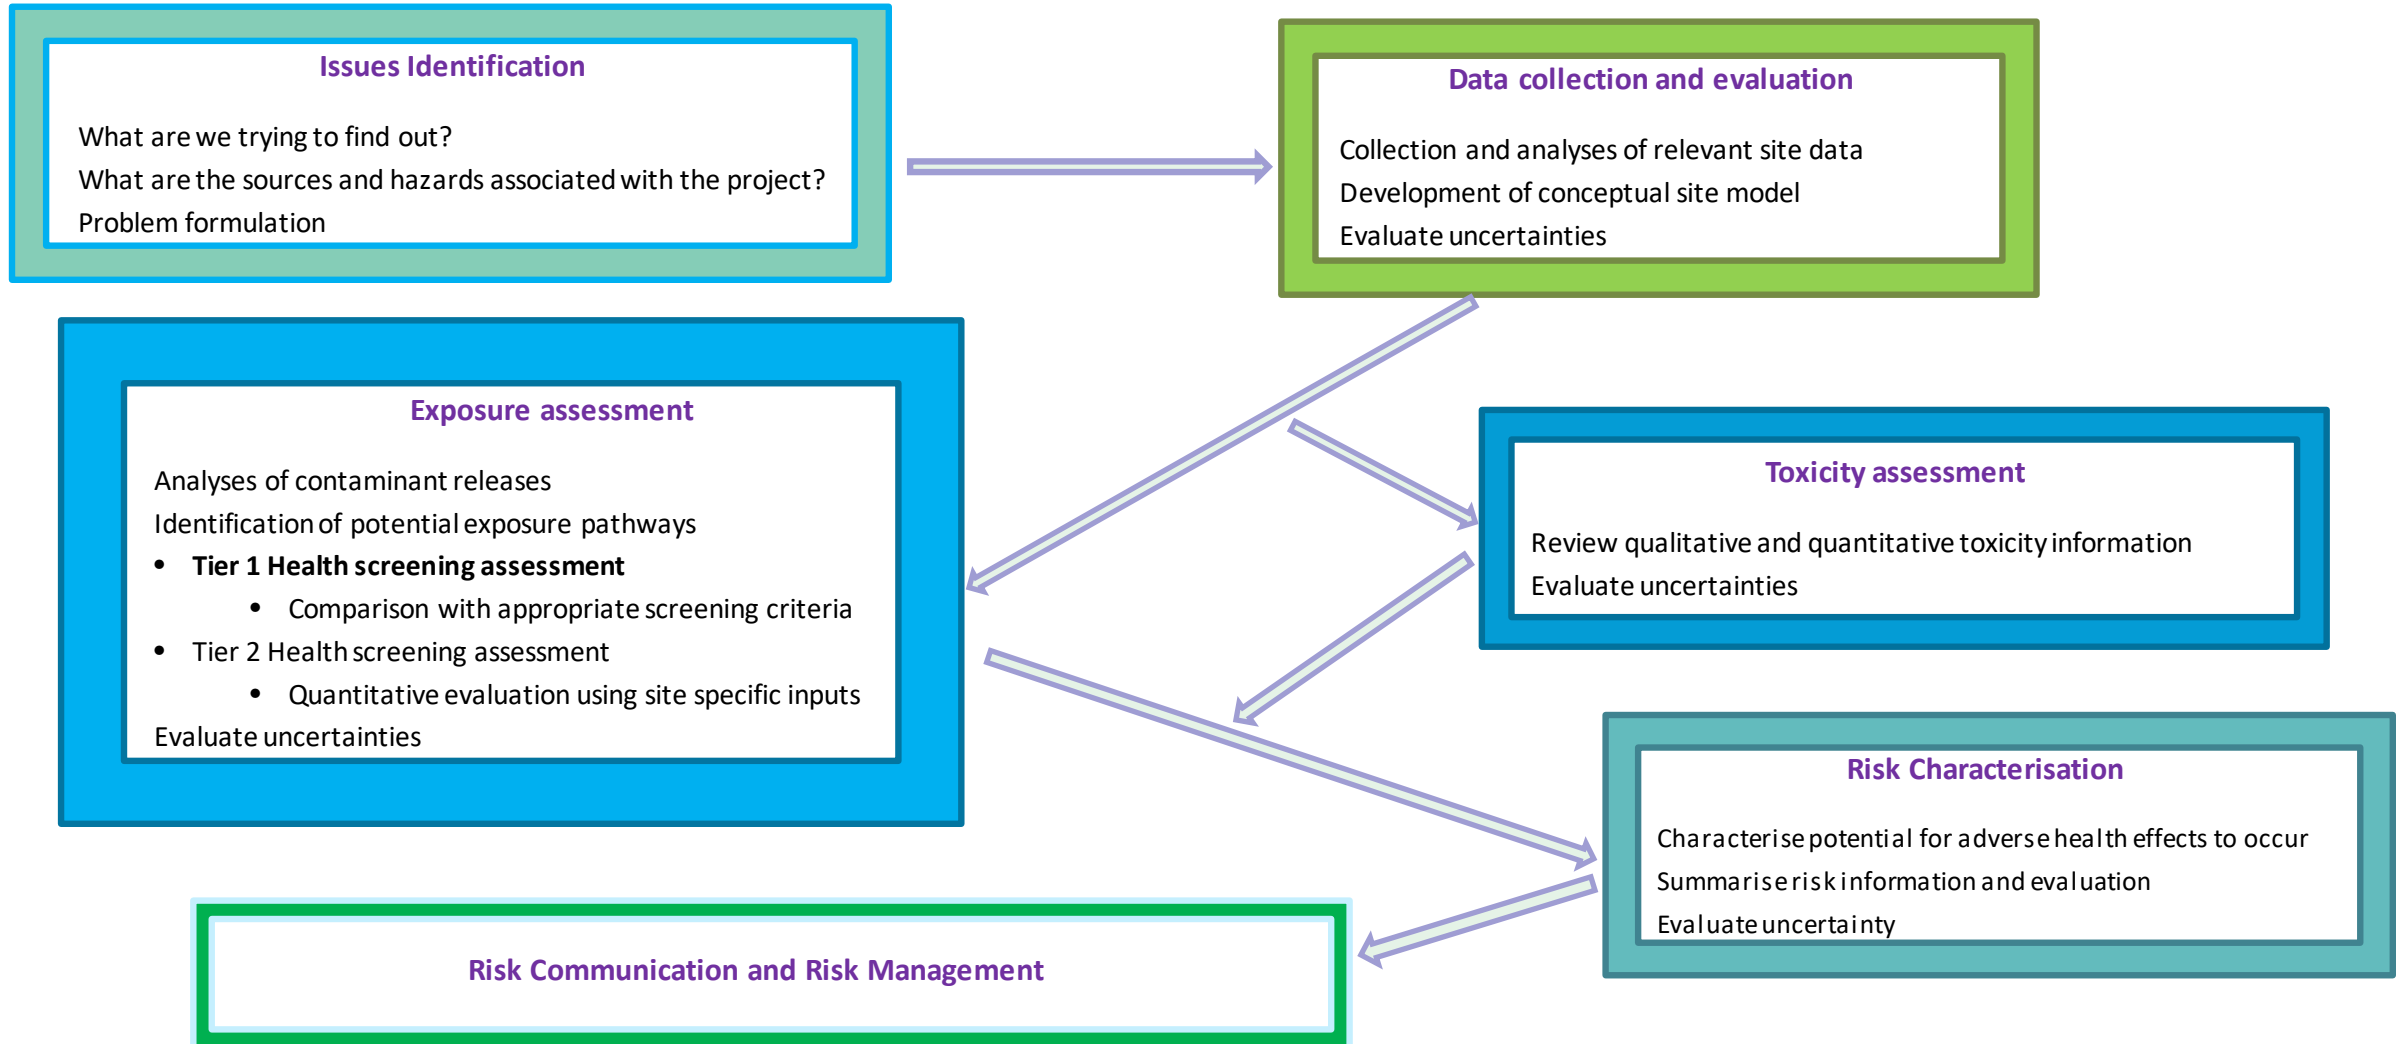 Issues Identification
What are we trying to find out?
What are the sources and hazards associated with the project?
Problem formulation
Data collection and evaluation
Collection and analyses of relevant site data
Development of conceptual site model
Evaluate uncertainties
Exposure assessment
Analyses of contaminant releases
Identification of potential exposure pathways
• Tier 1 Health screening assessment
• Comparison with appropriate screening criteria
• Tier 2 Health screening assessment
• Quantitative evaluation using site specific inputs
Evaluate uncertainties
Toxicity assessment
Review qualitative and quantitative toxicity information
Evaluate uncertainties
Risk Characterisation
Characterise potential for adverse health effects to occur
Summarise risk information and evaluation
Evaluate uncertainty
Risk Communication and Risk Management